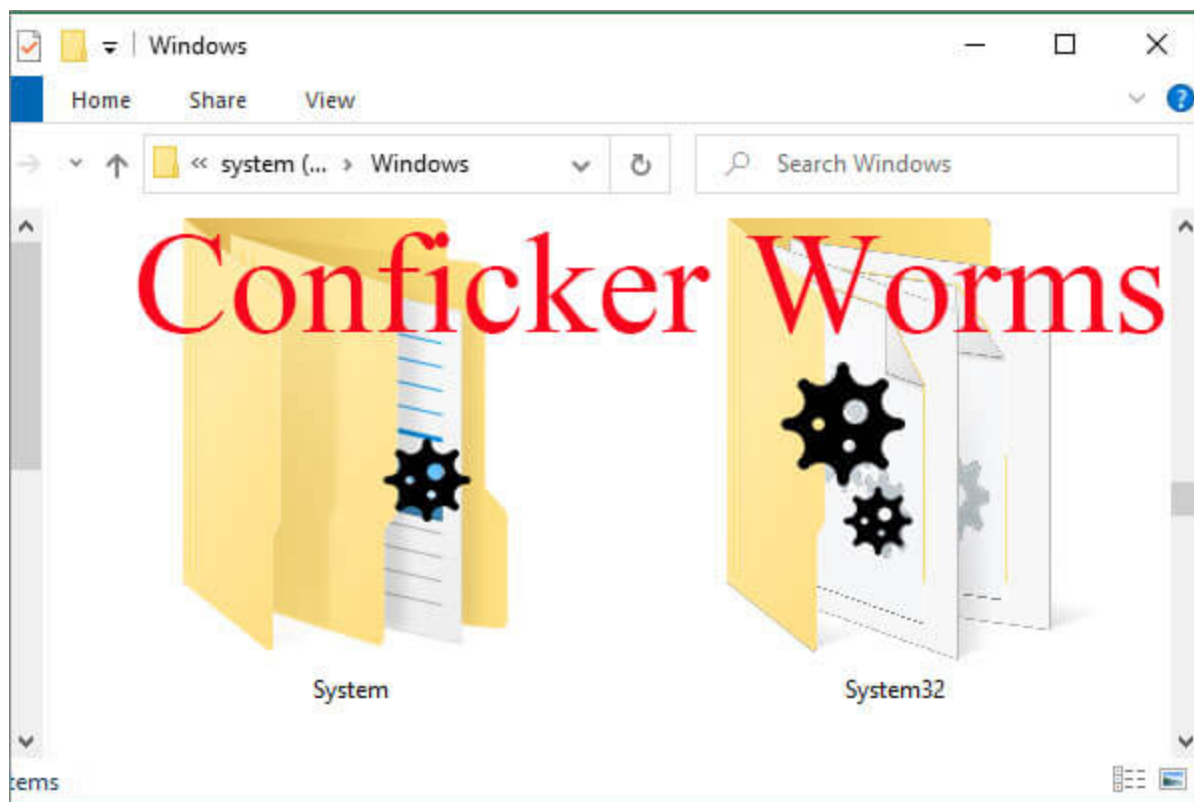 Windows
Home Share View ?
« system (... › Windows Search Windows
Conficker Worms
System System32
tems